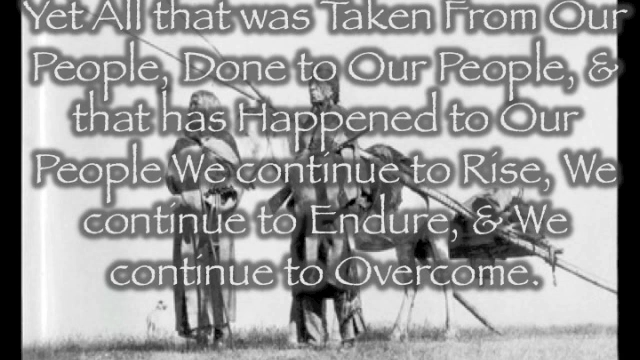 Yet All that was Taken From Our
People, Done to Our People, &
that has Happened to Our
People We continue to Rise, We
continue to Endure, & We
continue to Overcome.